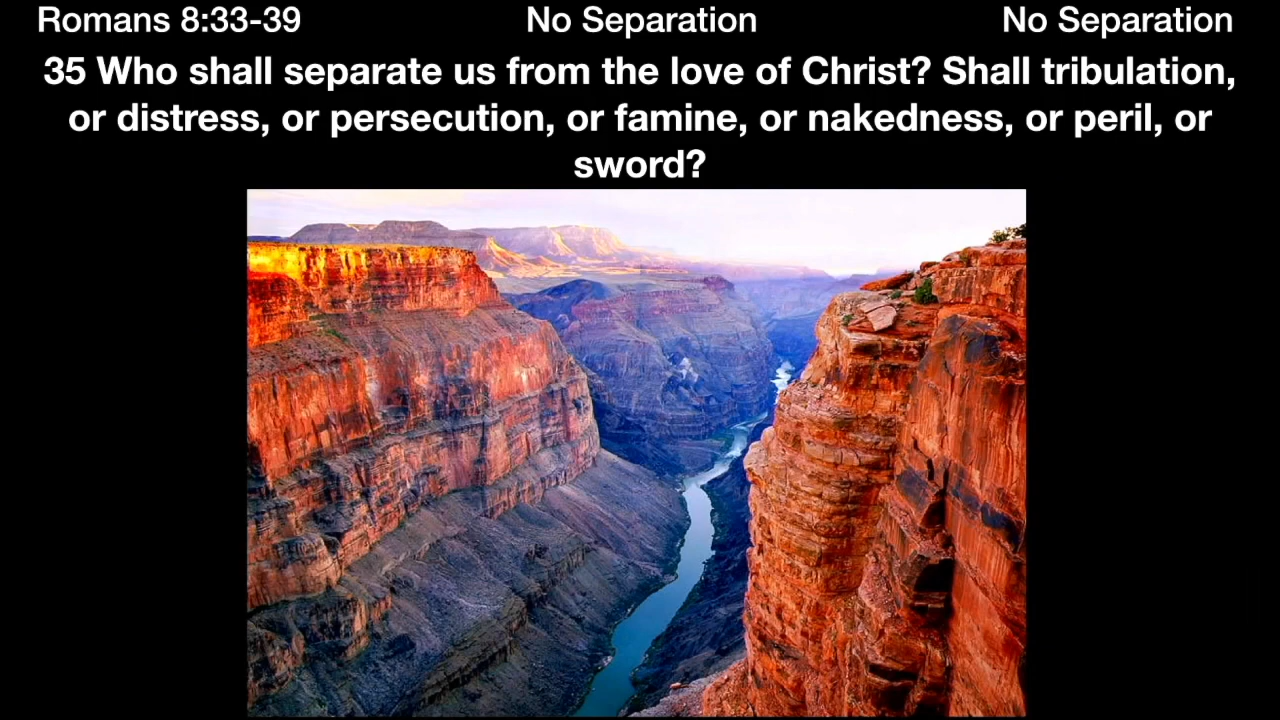 Romans 8:33-39 No Separation No Separation
35 Who shall separate us from the love of Christ? Shall tribulation,
or distress, or persecution, or famine, or nakedness, or peril, or
sword?